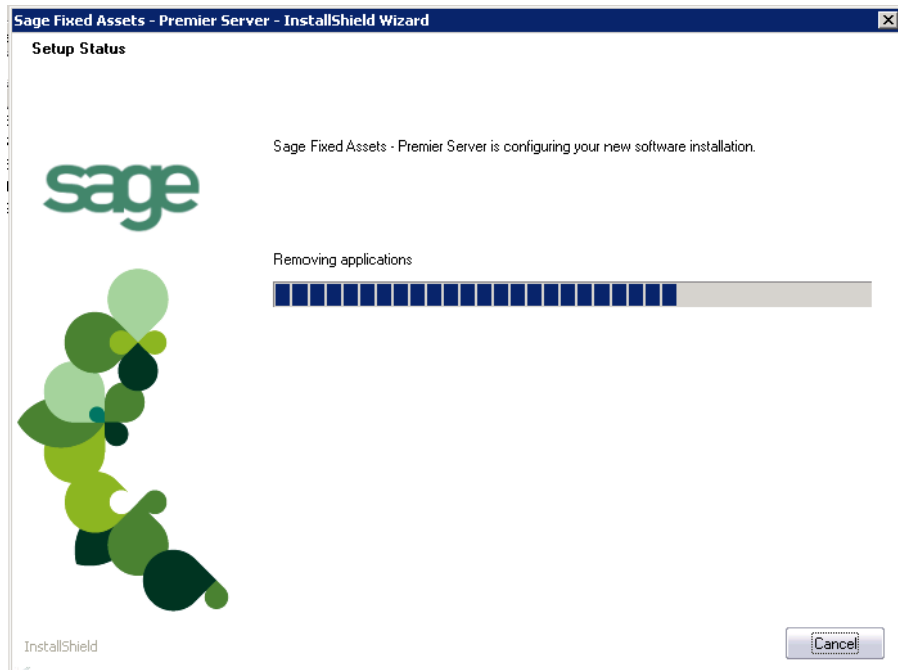 Sage Fixed Assets - Premier Server - InstallShield Wizard
Setup Status
Sage Fixed Assets - Premier Server is configuring your new software installation.
sage
Removing applications
InstallShield
Cancel